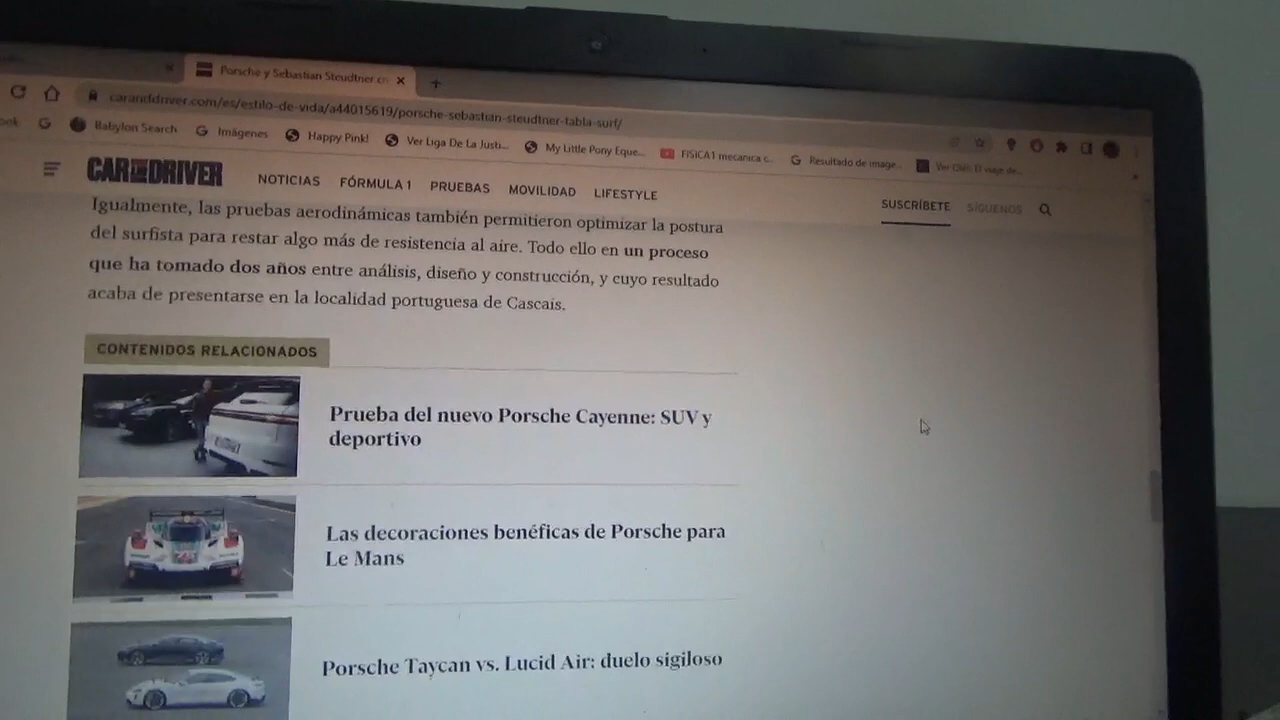 Porsche y Sebastian Steudtner cr
caranddriver.com/es/estilo-de-vida/a44015619/porsche-sebastian-steudtner-tabla-surf/
ook
Babylon Search
Imágenes
Happy Pink!
Ver Liga De La Justi...
My Little Pony Eque...
FISICA1 mecanica c...
Resultado de image...
CAR AND DRIVER
NOTICIAS
FÓRMULA 1
PRUEBAS
MOVILIDAD
LIFESTYLE
SUSCRÍBETE
SÍGUENOS
Igualmente, las pruebas aerodinámicas también permitieron optimizar la postura
del surfista para restar algo más de resistencia al aire. Todo ello en un proceso
que ha tomado dos años entre análisis, diseño y construcción, y cuyo resultado
acaba de presentarse en la localidad portuguesa de Cascais.
CONTENIDOS RELACIONADOS
Prueba del nuevo Porsche Cayenne: SUV y
deportivo
Las decoraciones benéficas de Porsche para
Le Mans
Porsche Taycan vs. Lucid Air: duelo sigiloso